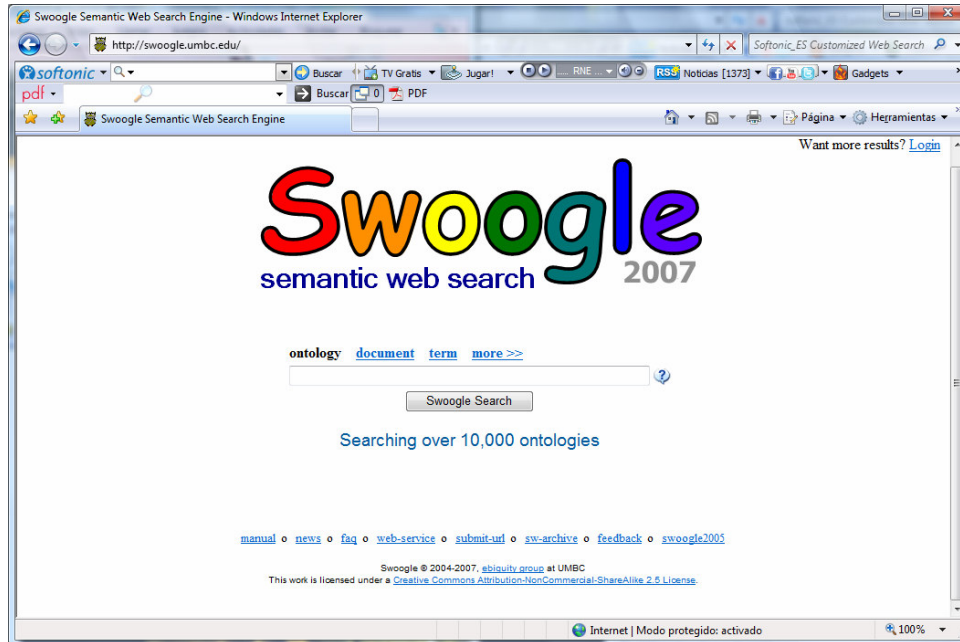 Swoogle Semantic Web Search Engine - Windows Internet Explorer
http://swoogle.umbc.edu/
Softonic_ES Customized Web Search
softonic Buscar TV Gratis Jugar! RNE ... RSS Noticias [1373] Gadgets
pdf Buscar 0 PDF
Swoogle Semantic Web Search Engine Página Herramientas
Want more results? Login
Swoogle
semantic web search 2007
ontology document term more >>
Swoogle Search
Searching over 10,000 ontologies
manual o news o faq o web-service o submit-url o sw-archive o feedback o swoogle2005
Swoogle © 2004-2007, ebiquity group at UMBC
This work is licensed under a Creative Commons Attribution-NonCommercial-ShareAlike 2.5 License.
Internet | Modo protegido: activado 100%